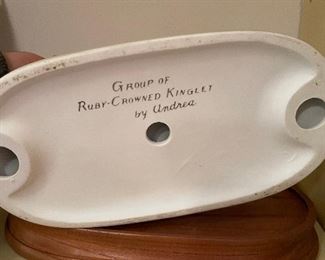 GROUP OF
RUBY-CROWNED KINGLET
by Andrea